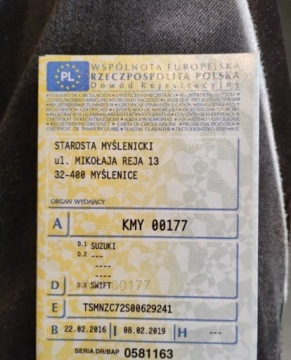 PL
WSPÓLNOTA EUROPEJSKA
RZECZPOSPOLITA POLSKA
Dowód Rejestracyjny
STAROSTA MYŚLENICKI
ul. MIKOŁAJA REJA 13
32-400 MYŚLENICE
ORGAN WYDAJĄCY
A KMY 00177
D.1 SUZUKI
D.2 ---
----
----
D D.3 SWIFT
E TSMNZC72S00629241
B 22.02.2016 I 08.02.2019 H ---
SERIA DR/BAP 0581163